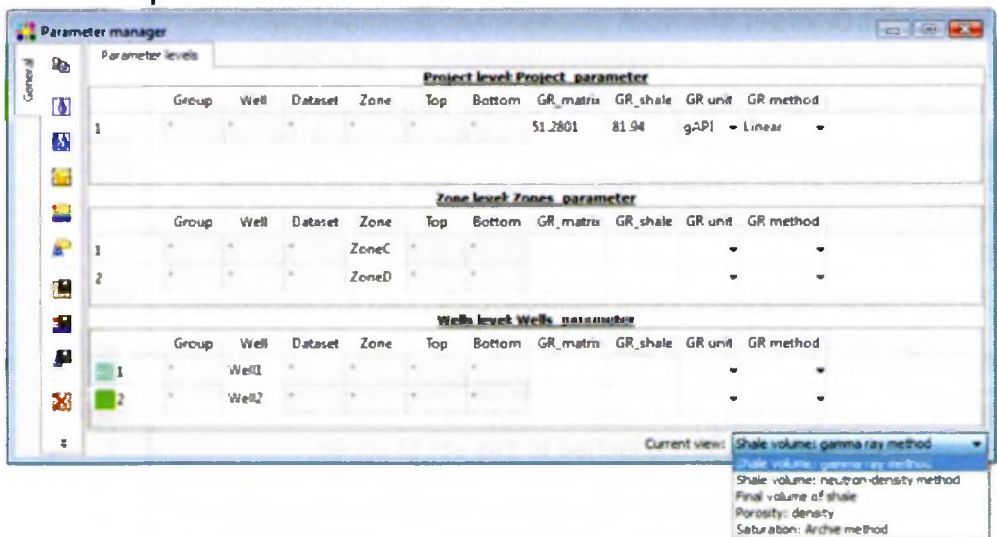 Parameter manager
General
Parameter levels
Project level: Project_parameter
Group Well Dataset Zone Top Bottom GR_matrix GR_shale GR unit GR method
1 * * * * * * 51.2801 81.94 gAPI Linear
Zone level: Zones_parameter
Group Well Dataset Zone Top Bottom GR_matrix GR_shale GR unit GR method
1 * * * ZoneC * *
2 * * * ZoneD * *
Wells level: Wells_parameter
Group Well Dataset Zone Top Bottom GR_matrix GR_shale GR unit GR method
1 * Well1 * * * *
2 * Well2 * * * *
Current view: Shale volume: gamma ray method
Shale volume: gamma ray method
Shale volume: neutron-density method
Final volume of shale
Porosity: density
Saturation: Archie method